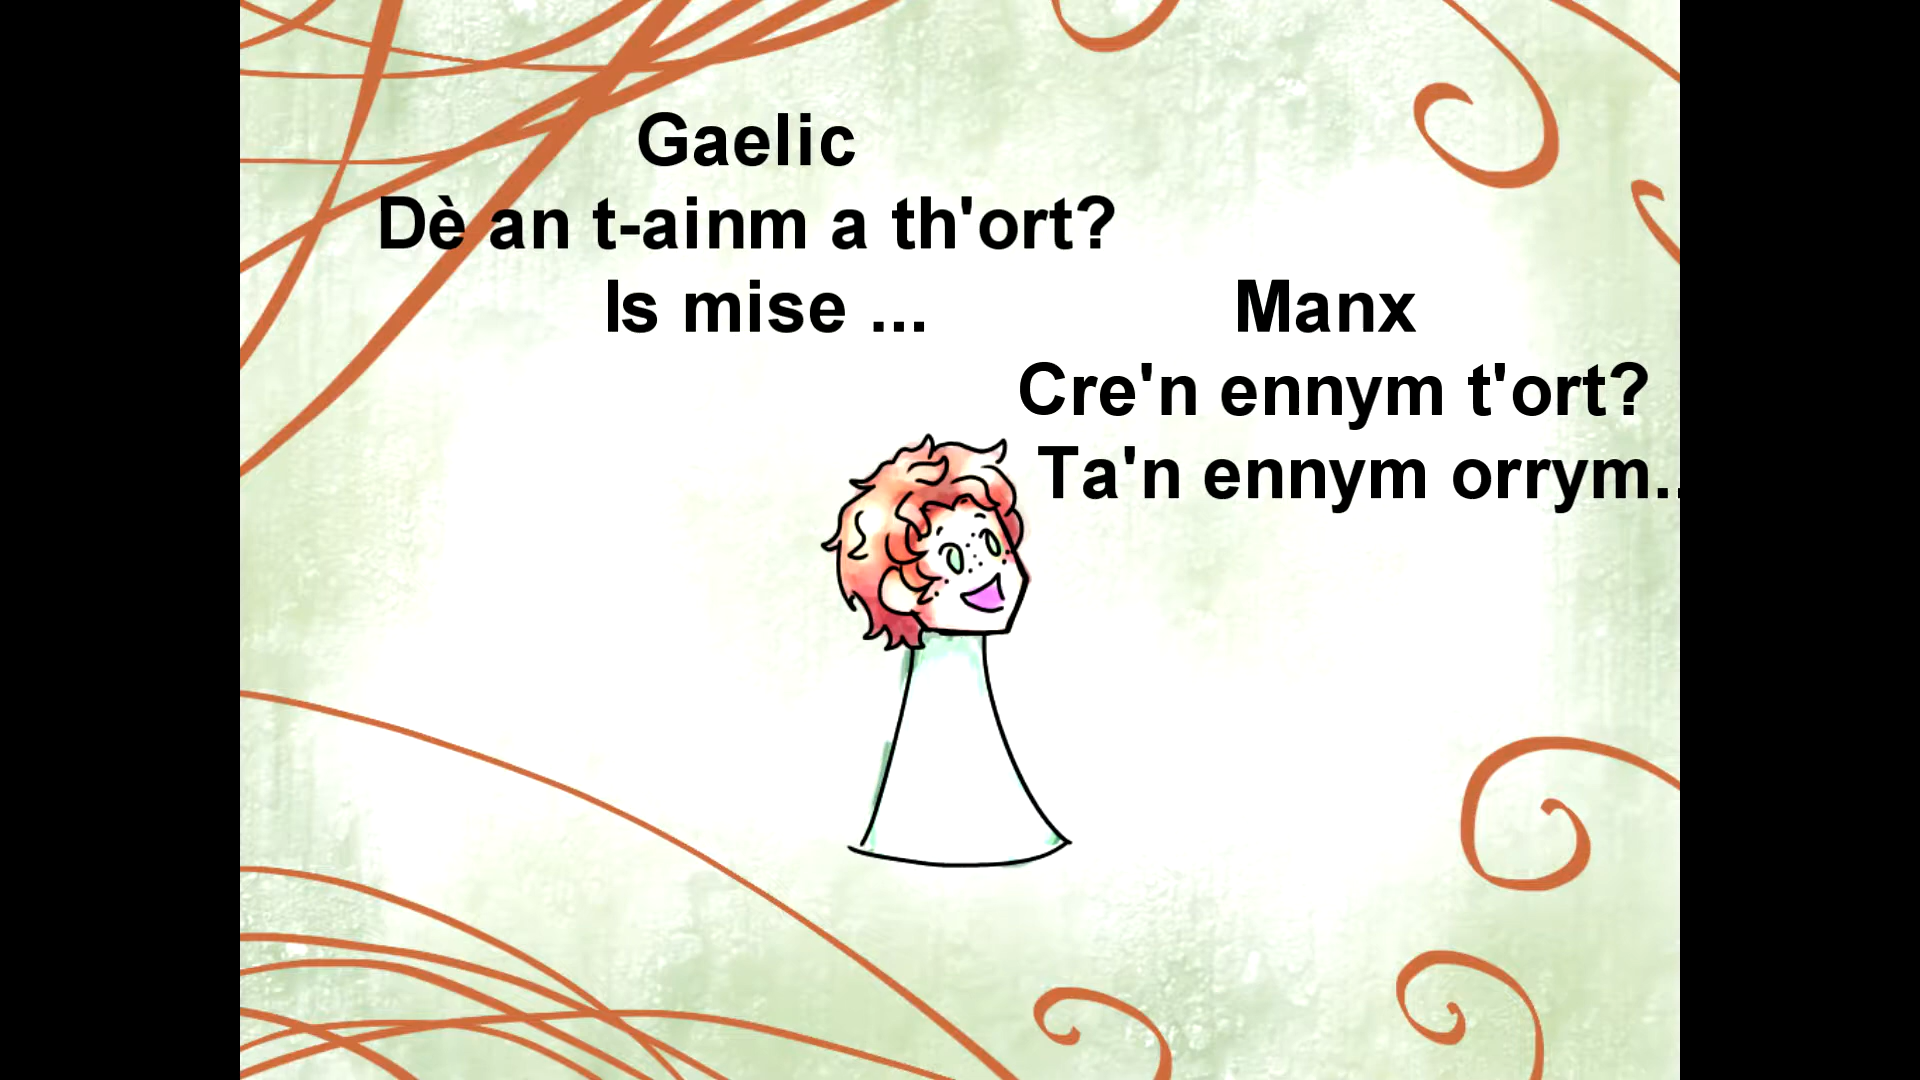 Gaelic
Dè an t-ainm a th'ort?
Is mise ...
Manx
Cre'n ennym t'ort?
Ta'n ennym orrym..